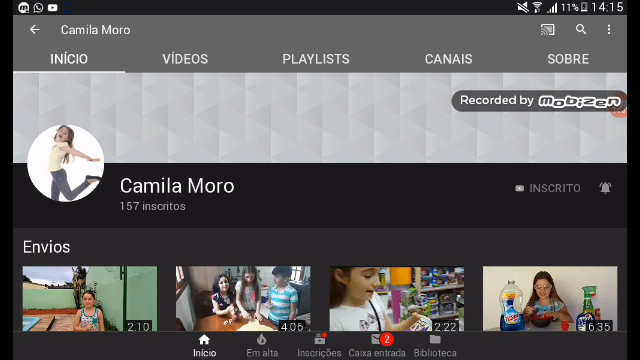 11% 14:15
Camila Moro
INÍCIO VÍDEOS PLAYLISTS CANAIS SOBRE
Recorded by mobizen
Camila Moro
157 inscritos
INSCRITO
Envios
2:10 4:06 2:22 6:35
2
Início Em alta Inscrições Caixa entrada Biblioteca